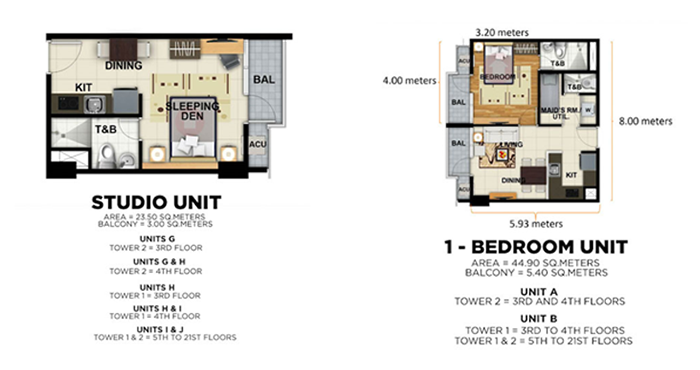 DINING
KIT
SLEEPING
DEN
BAL
T&B
ACU
STUDIO UNIT
AREA = 23.50 SQ.METERS
BALCONY = 3.00 SQ.METERS
UNITS G
TOWER 2 = 3RD FLOOR
UNITS G & H
TOWER 2 = 4TH FLOOR
UNITS H
TOWER 1 = 3RD FLOOR
UNITS H & I
TOWER 1 = 4TH FLOOR
UNITS I & J
TOWER 1 & 2 = 5TH TO 21ST FLOORS
3.20 meters
4.00 meters
8.00 meters
5.93 meters
ACU
BEDROOM
T&B
T&B
BAL
MAID'S RM./
UTIL.
W
BAL
LIVING
DINING
KIT
ACU
1 - BEDROOM UNIT
AREA = 44.90 SQ.METERS
BALCONY = 5.40 SQ.METERS
UNIT A
TOWER 2 = 3RD AND 4TH FLOORS
UNIT B
TOWER 1 = 3RD TO 4TH FLOORS
TOWER 1 & 2 = 5TH TO 21ST FLOORS